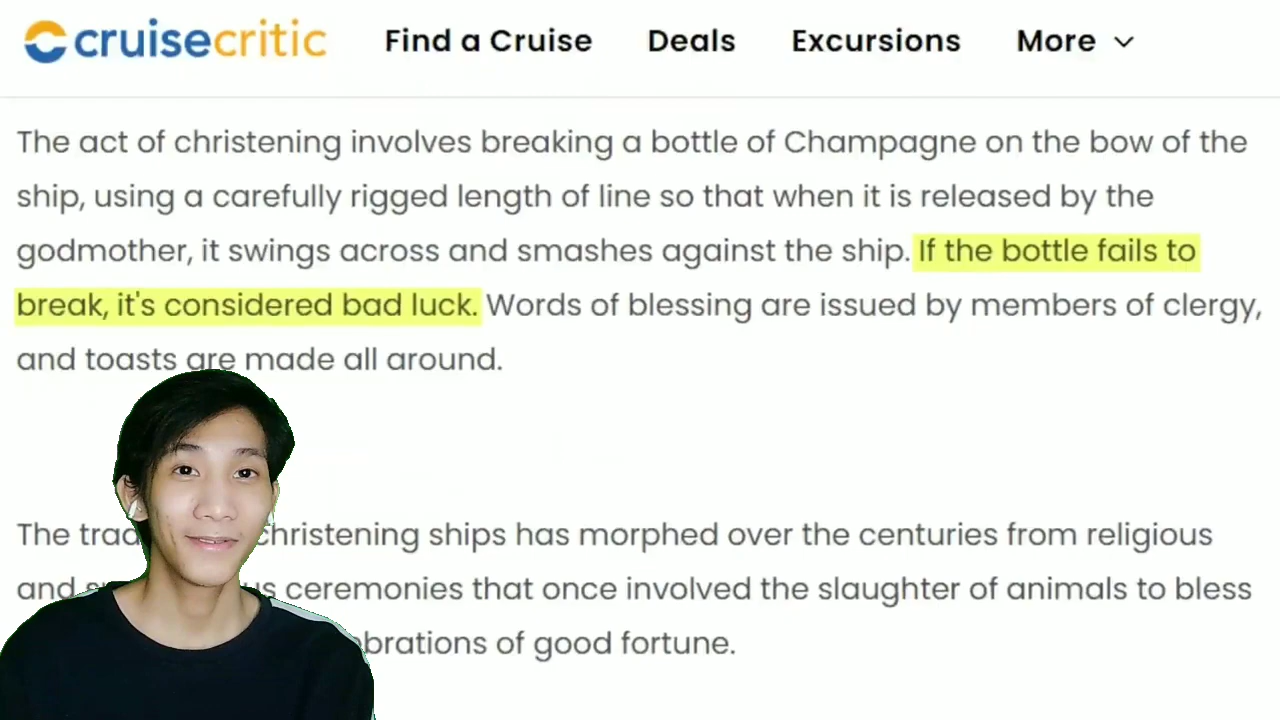 cruisecritic Find a Cruise Deals Excursions More
The act of christening involves breaking a bottle of Champagne on the bow of the
ship, using a carefully rigged length of line so that when it is released by the
godmother, it swings across and smashes against the ship. If the bottle fails to
break, it's considered bad luck. Words of blessing are issued by members of clergy,
and toasts are made all around.
The christening ships has morphed over the centuries from religious
and ceremonies that once involved the slaughter of animals to bless
of good fortune.